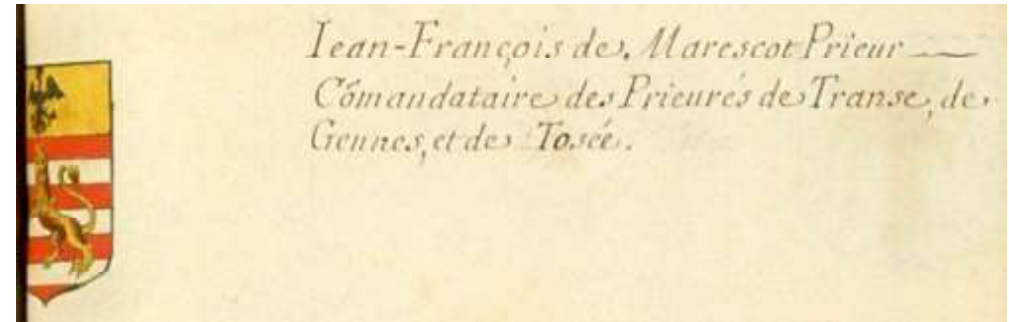 Iean-François de Marescot Prieur
Cõmandataire des Prieurés de Transe, de
Gennes, et de Tosée.